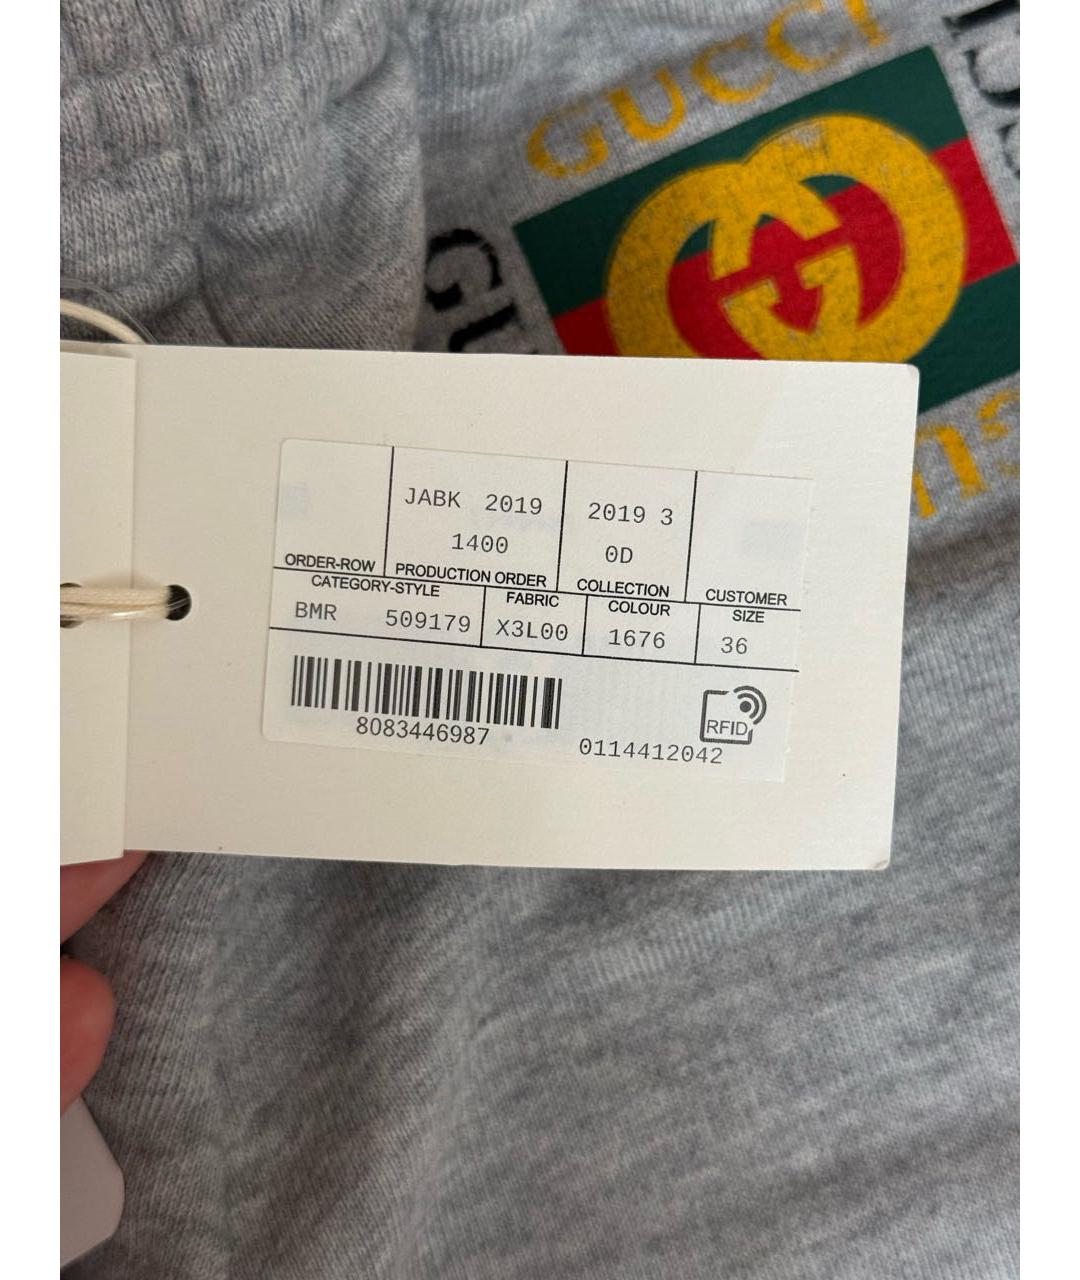 GUCCI
JABK 2019
1400
2019 3
0D
ORDER-ROW
PRODUCTION ORDER
COLLECTION
CUSTOMER
CATEGORY-STYLE
FABRIC
COLOUR
SIZE
BMR 509179
X3L00
1676
36
8083446987
RFID
0114412042